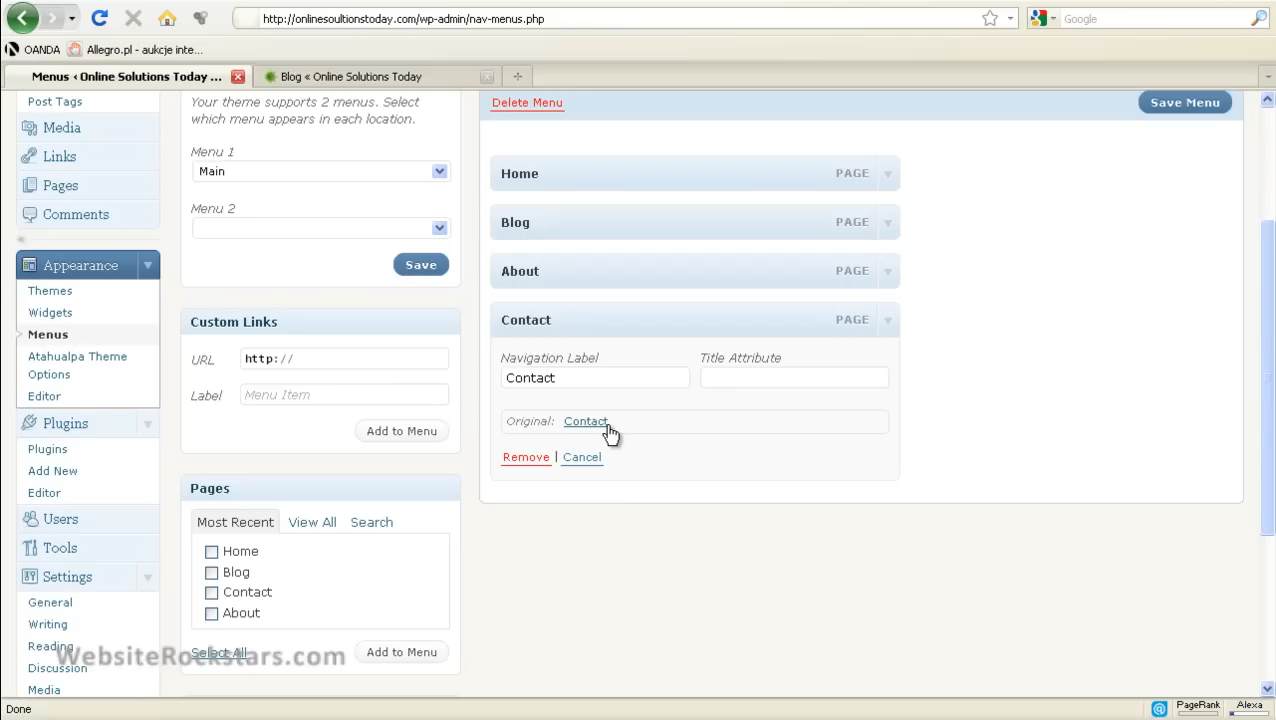 http://onlinesoultionstoday.com/wp-admin/nav-menus.php
Google
OANDA
Allegro.pl - aukcje inte...
Menus ‹ Online Solutions Today ...
Blog « Online Solutions Today
Post Tags
Media
Links
Pages
Comments
Appearance
Themes
Widgets
Menus
Atahualpa Theme
Options
Editor
Plugins
Plugins
Add New
Editor
Users
Tools
Settings
General
Writing
Reading
Discussion
Media
Your theme supports 2 menus. Select
which menu appears in each location.
Menu 1
Main
Menu 2
Save
Custom Links
URL
http://
Label
Menu Item
Add to Menu
Pages
Most Recent
View All
Search
Home
Blog
Contact
About
Select All
Add to Menu
Delete Menu
Save Menu
Home PAGE
Blog PAGE
About PAGE
Contact PAGE
Navigation Label
Title Attribute
Contact
Original: Contact
Remove | Cancel
WebsiteRockstars.com
Done
PageRank
Alexa